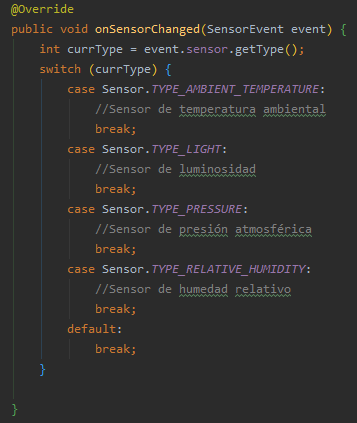 @Override
public void onSensorChanged(SensorEvent event) {
int currType = event.sensor.getType();
switch (currType) {
case Sensor.TYPE_AMBIENT_TEMPERATURE:
//Sensor de temperatura ambiental
break;
case Sensor.TYPE_LIGHT:
//Sensor de luminosidad
break;
case Sensor.TYPE_PRESSURE:
//Sensor de presión atmosférica
break;
case Sensor.TYPE_RELATIVE_HUMIDITY:
//Sensor de humedad relativo
break;
default:
break;
}
}